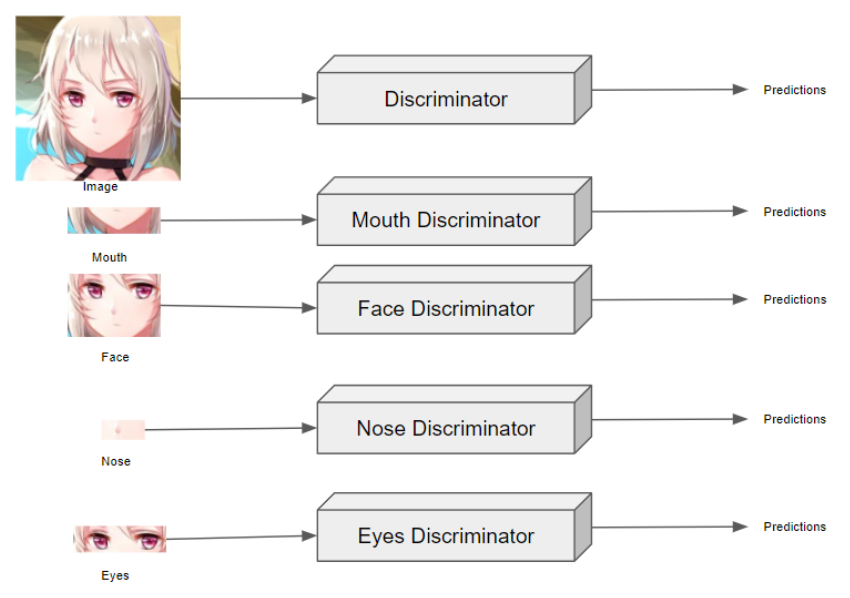 Discriminator
Predictions
Image
Mouth Discriminator
Predictions
Mouth
Face Discriminator
Predictions
Face
Nose Discriminator
Predictions
Nose
Eyes Discriminator
Predictions
Eyes